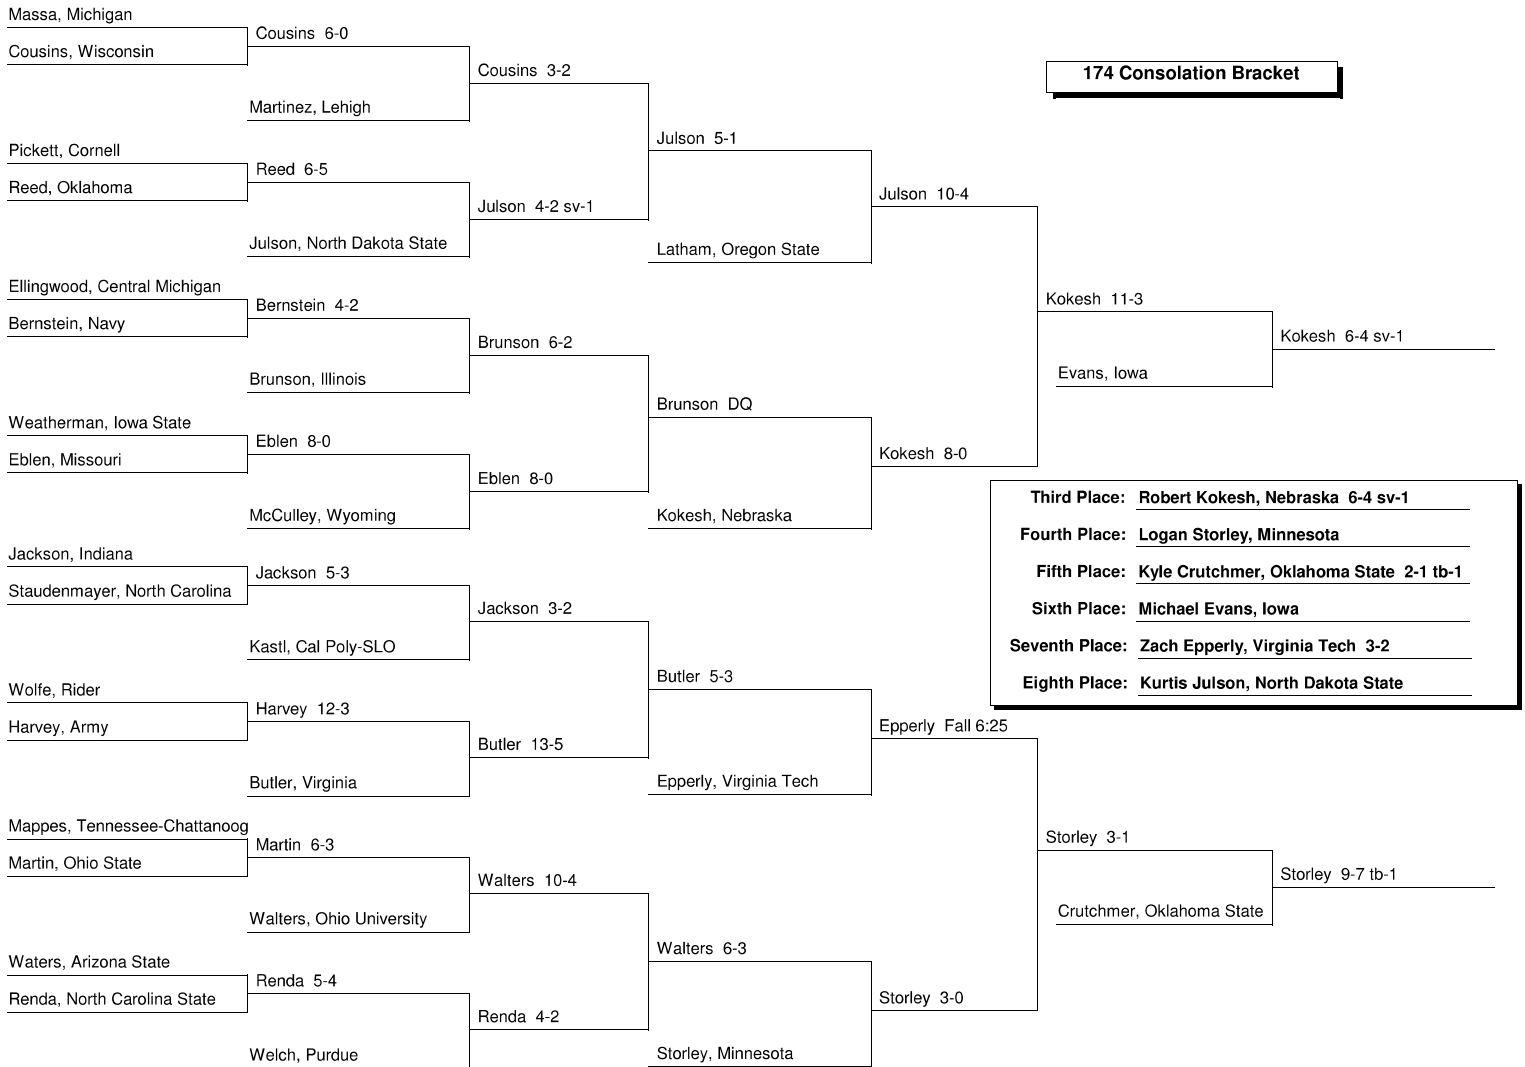 Massa, Michigan
Cousins, Wisconsin
Cousins 6-0
Martinez, Lehigh
Cousins 3-2
Pickett, Cornell
Reed, Oklahoma
Reed 6-5
Julson, North Dakota State
Julson 4-2 sv-1
Julson 5-1
Latham, Oregon State
Julson 10-4
Ellingwood, Central Michigan
Bernstein, Navy
Bernstein 4-2
Brunson, Illinois
Brunson 6-2
Weatherman, Iowa State
Eblen, Missouri
Eblen 8-0
McCulley, Wyoming
Eblen 8-0
Brunson DQ
Kokesh, Nebraska
Kokesh 8-0
Kokesh 11-3
Evans, Iowa
Kokesh 6-4 sv-1
Jackson, Indiana
Staudenmayer, North Carolina
Jackson 5-3
Kastl, Cal Poly-SLO
Jackson 3-2
Wolfe, Rider
Harvey, Army
Harvey 12-3
Butler, Virginia
Butler 13-5
Butler 5-3
Epperly, Virginia Tech
Epperly Fall 6:25
Mappes, Tennessee-Chattanoog
Martin, Ohio State
Martin 6-3
Walters, Ohio University
Walters 10-4
Waters, Arizona State
Renda, North Carolina State
Renda 5-4
Welch, Purdue
Renda 4-2
Walters 6-3
Storley, Minnesota
Storley 3-0
Storley 3-1
Crutchmer, Oklahoma State
Storley 9-7 tb-1
174 Consolation Bracket
Third Place: Robert Kokesh, Nebraska 6-4 sv-1
Fourth Place: Logan Storley, Minnesota
Fifth Place: Kyle Crutchmer, Oklahoma State 2-1 tb-1
Sixth Place: Michael Evans, Iowa
Seventh Place: Zach Epperly, Virginia Tech 3-2
Eighth Place: Kurtis Julson, North Dakota State